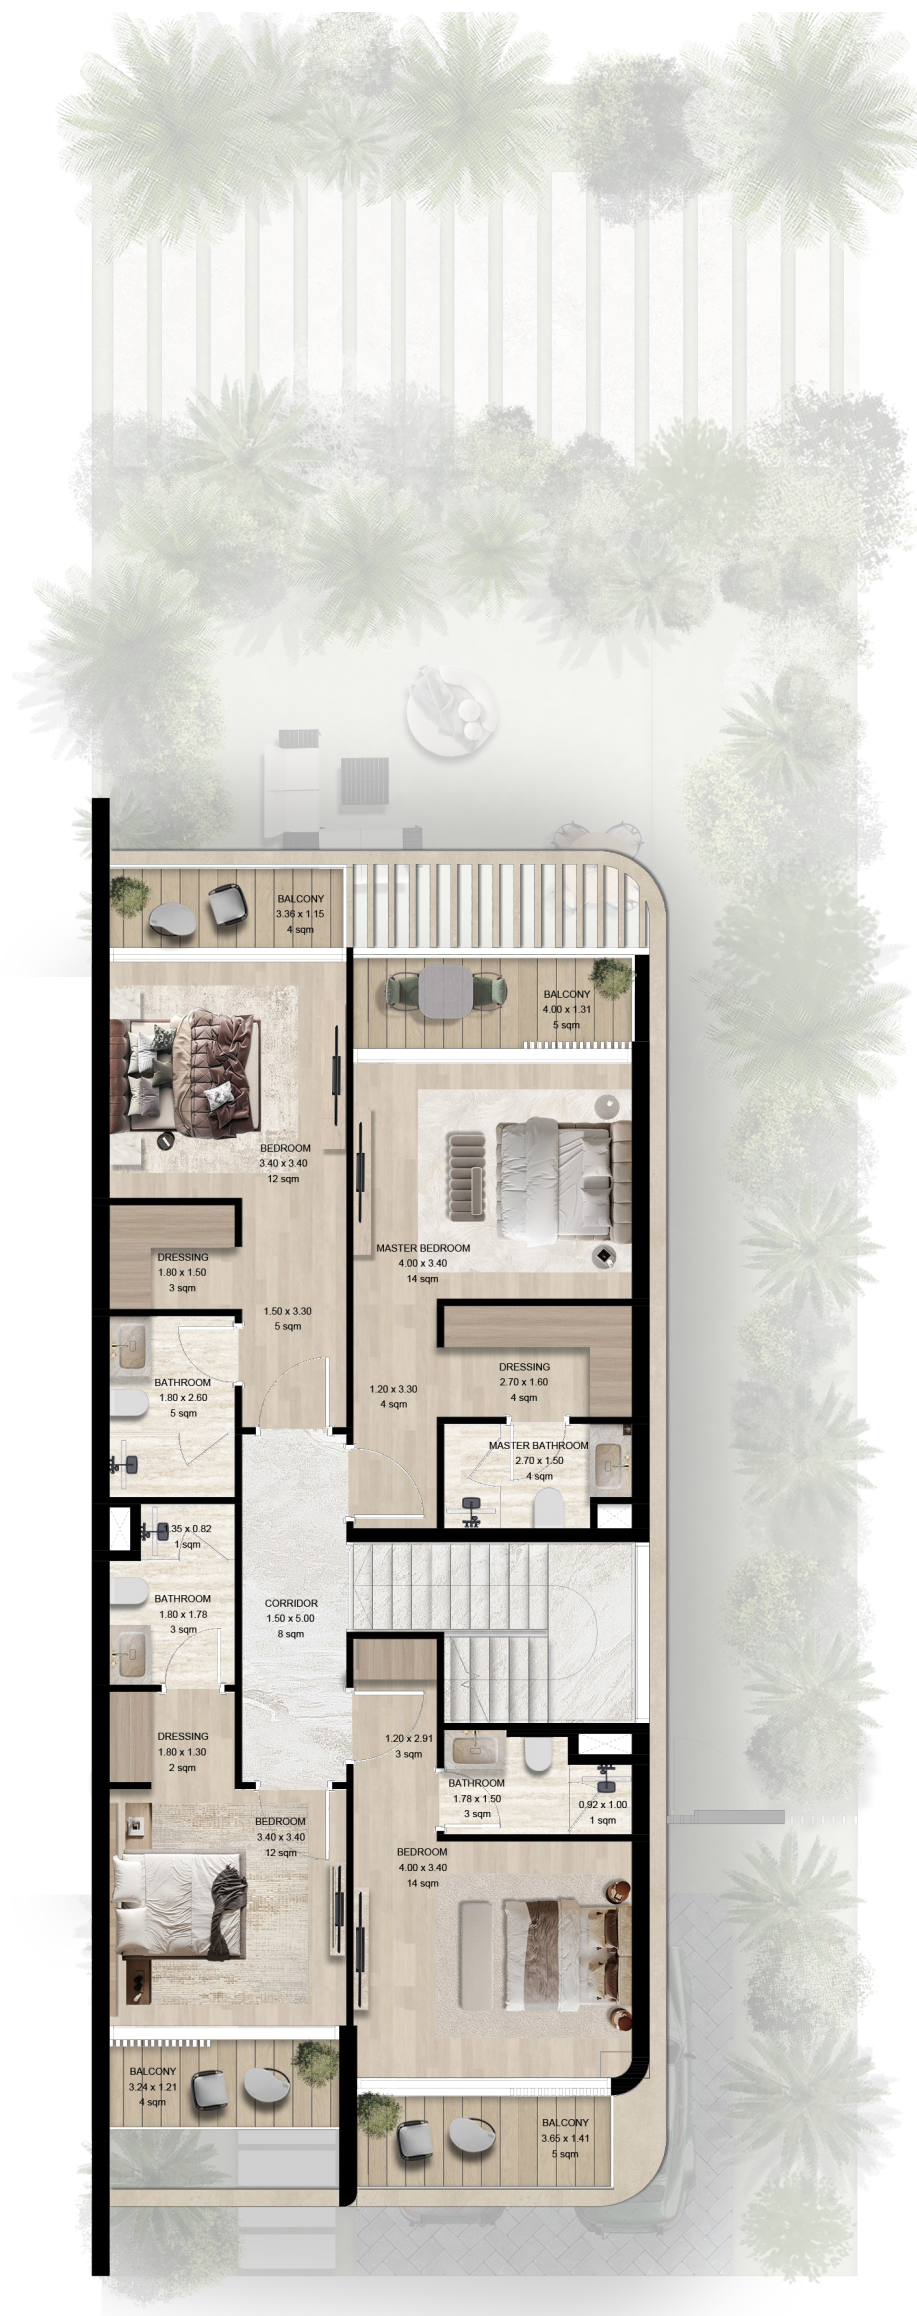 BALCONY
3.36 x 1.15
4 sqm
BALCONY
4.00 x 1.31
5 sqm
BEDROOM
3.40 x 3.40
12 sqm
MASTER BEDROOM
4.00 x 3.40
14 sqm
DRESSING
1.80 x 1.50
3 sqm
1.50 x 3.30
5 sqm
DRESSING
2.70 x 1.60
4 sqm
BATHROOM
1.80 x 2.60
5 sqm
1.20 x 3.30
4 sqm
MASTER BATHROOM
2.70 x 1.50
4 sqm
1.35 x 0.82
1 sqm
BATHROOM
1.80 x 1.78
3 sqm
CORRIDOR
1.50 x 5.00
8 sqm
DRESSING
1.80 x 1.30
2 sqm
1.20 x 2.91
3 sqm
BATHROOM
1.78 x 1.50
3 sqm
0.92 x 1.00
1 sqm
BEDROOM
3.40 x 3.40
12 sqm
BEDROOM
4.00 x 3.40
14 sqm
BALCONY
3.24 x 1.21
4 sqm
BALCONY
3.65 x 1.41
5 sqm